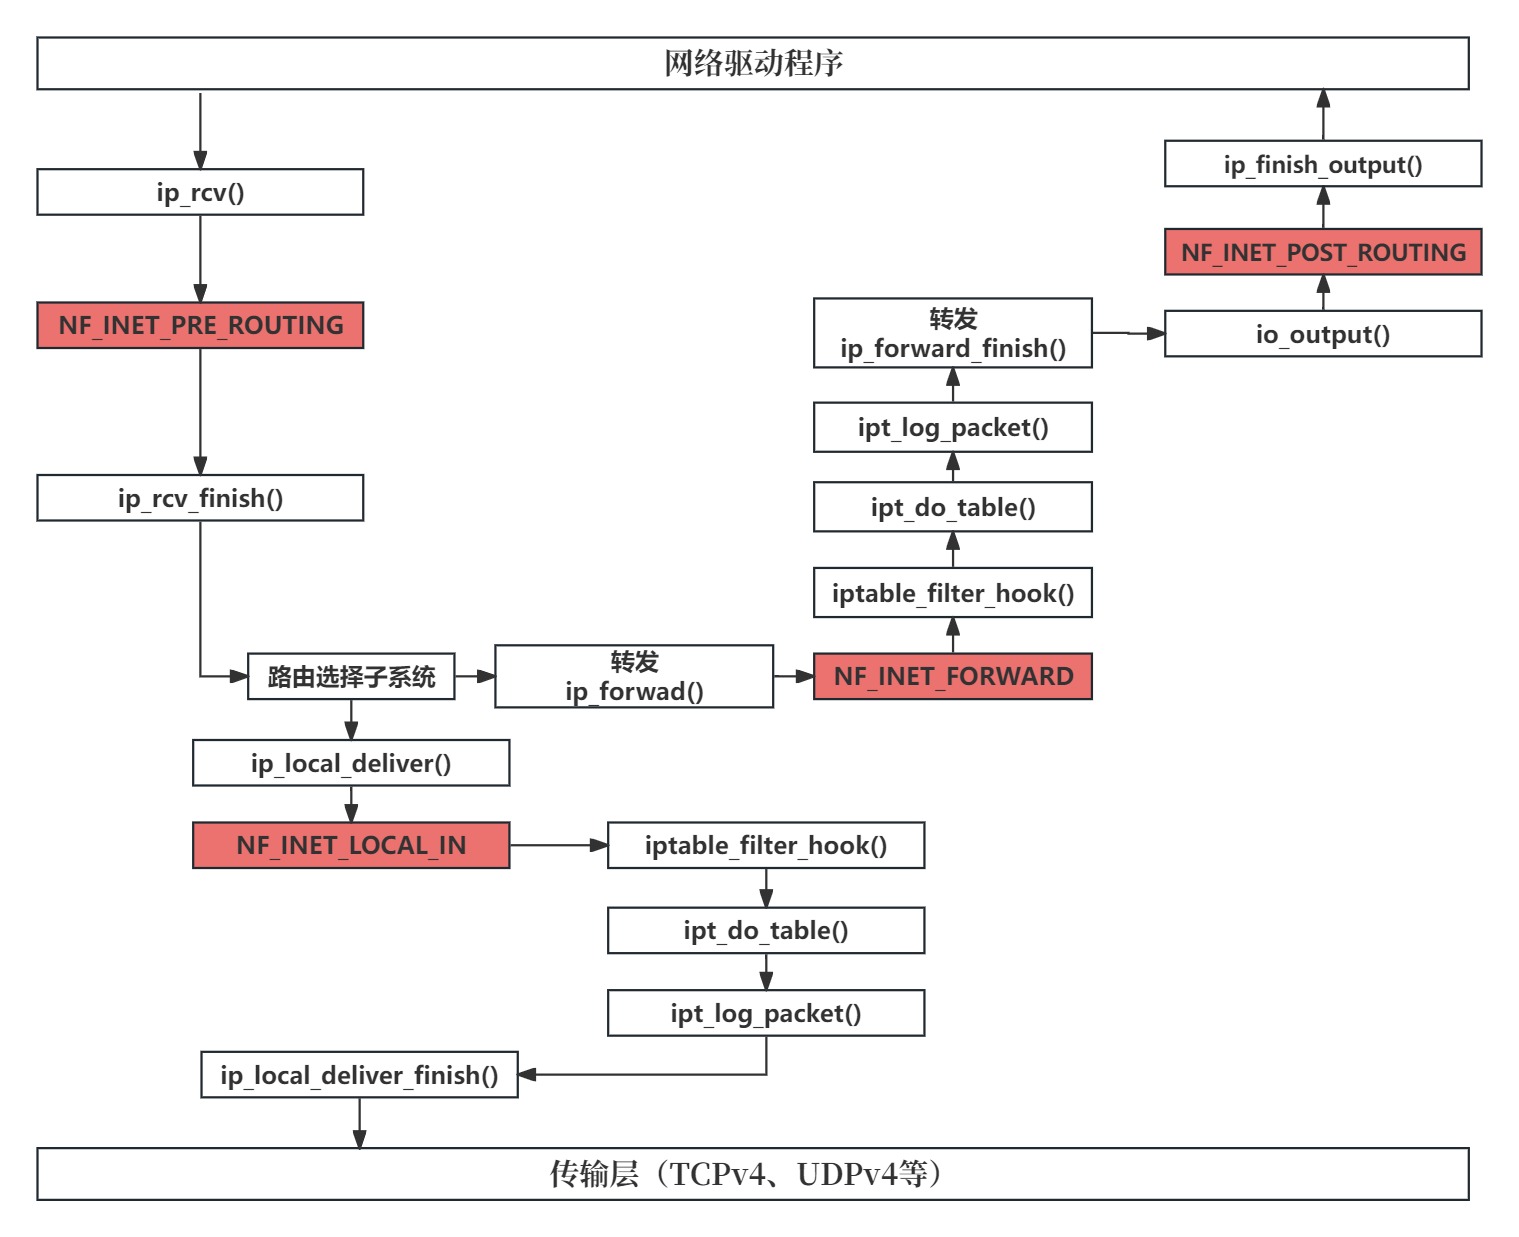 网络驱动程序
ip_rcv()
NF_INET_PRE_ROUTING
ip_rcv_finish()
路由选择子系统
转发
ip_forwad()
NF_INET_FORWARD
iptable_filter_hook()
ipt_do_table()
ipt_log_packet()
转发
ip_forward_finish()
io_output()
NF_INET_POST_ROUTING
ip_finish_output()
ip_local_deliver()
NF_INET_LOCAL_IN
iptable_filter_hook()
ipt_do_table()
ipt_log_packet()
ip_local_deliver_finish()
传输层（TCPv4、UDPv4等）